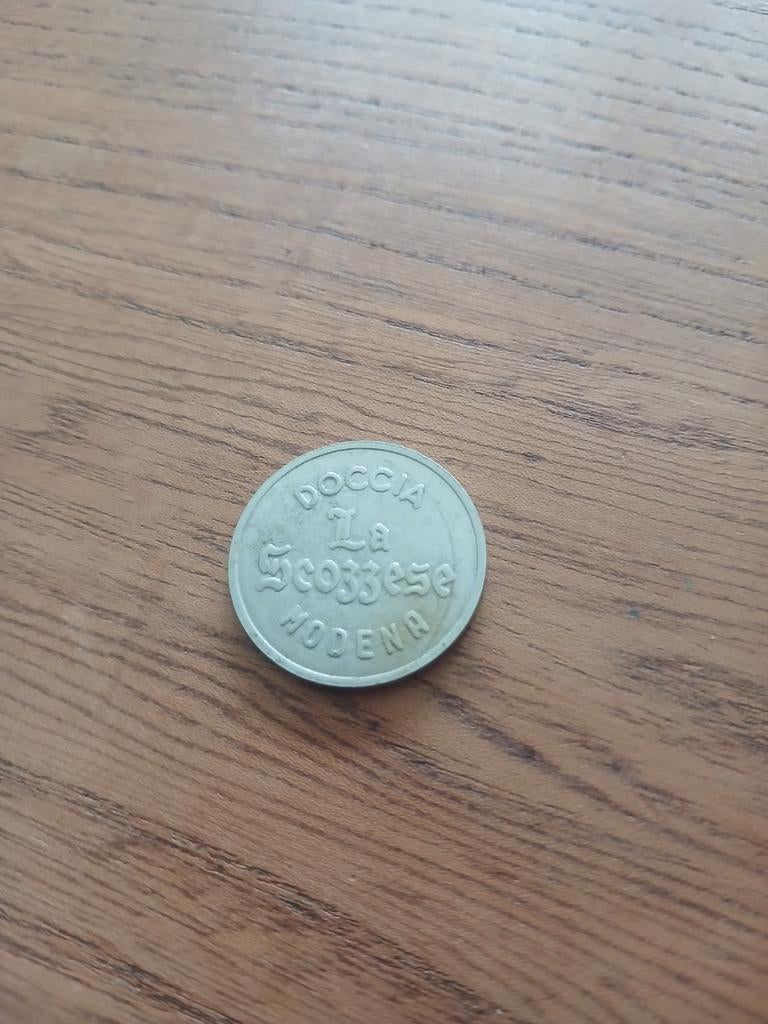 DOCCIA
La
Scozzese
MODENA